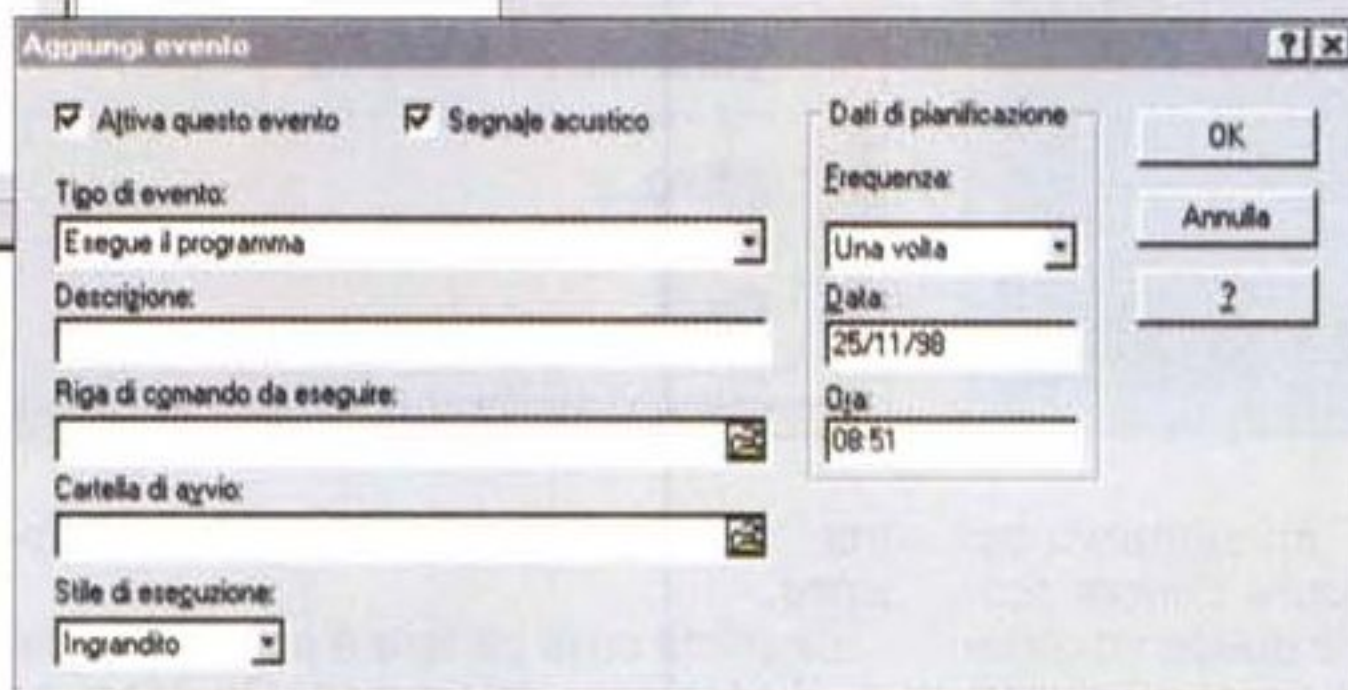 Aggiungi evento
Attiva questo evento
Segnale acustico
Tipo di evento:
Esegue il programma
Descrizione:
Riga di comando da eseguire:
Cartella di avvio:
Stile di esecuzione:
Ingrandito
Dati di pianificazione
Frequenza:
Una volta
Data:
25/11/98
Ora:
08:51
OK
Annulla
?